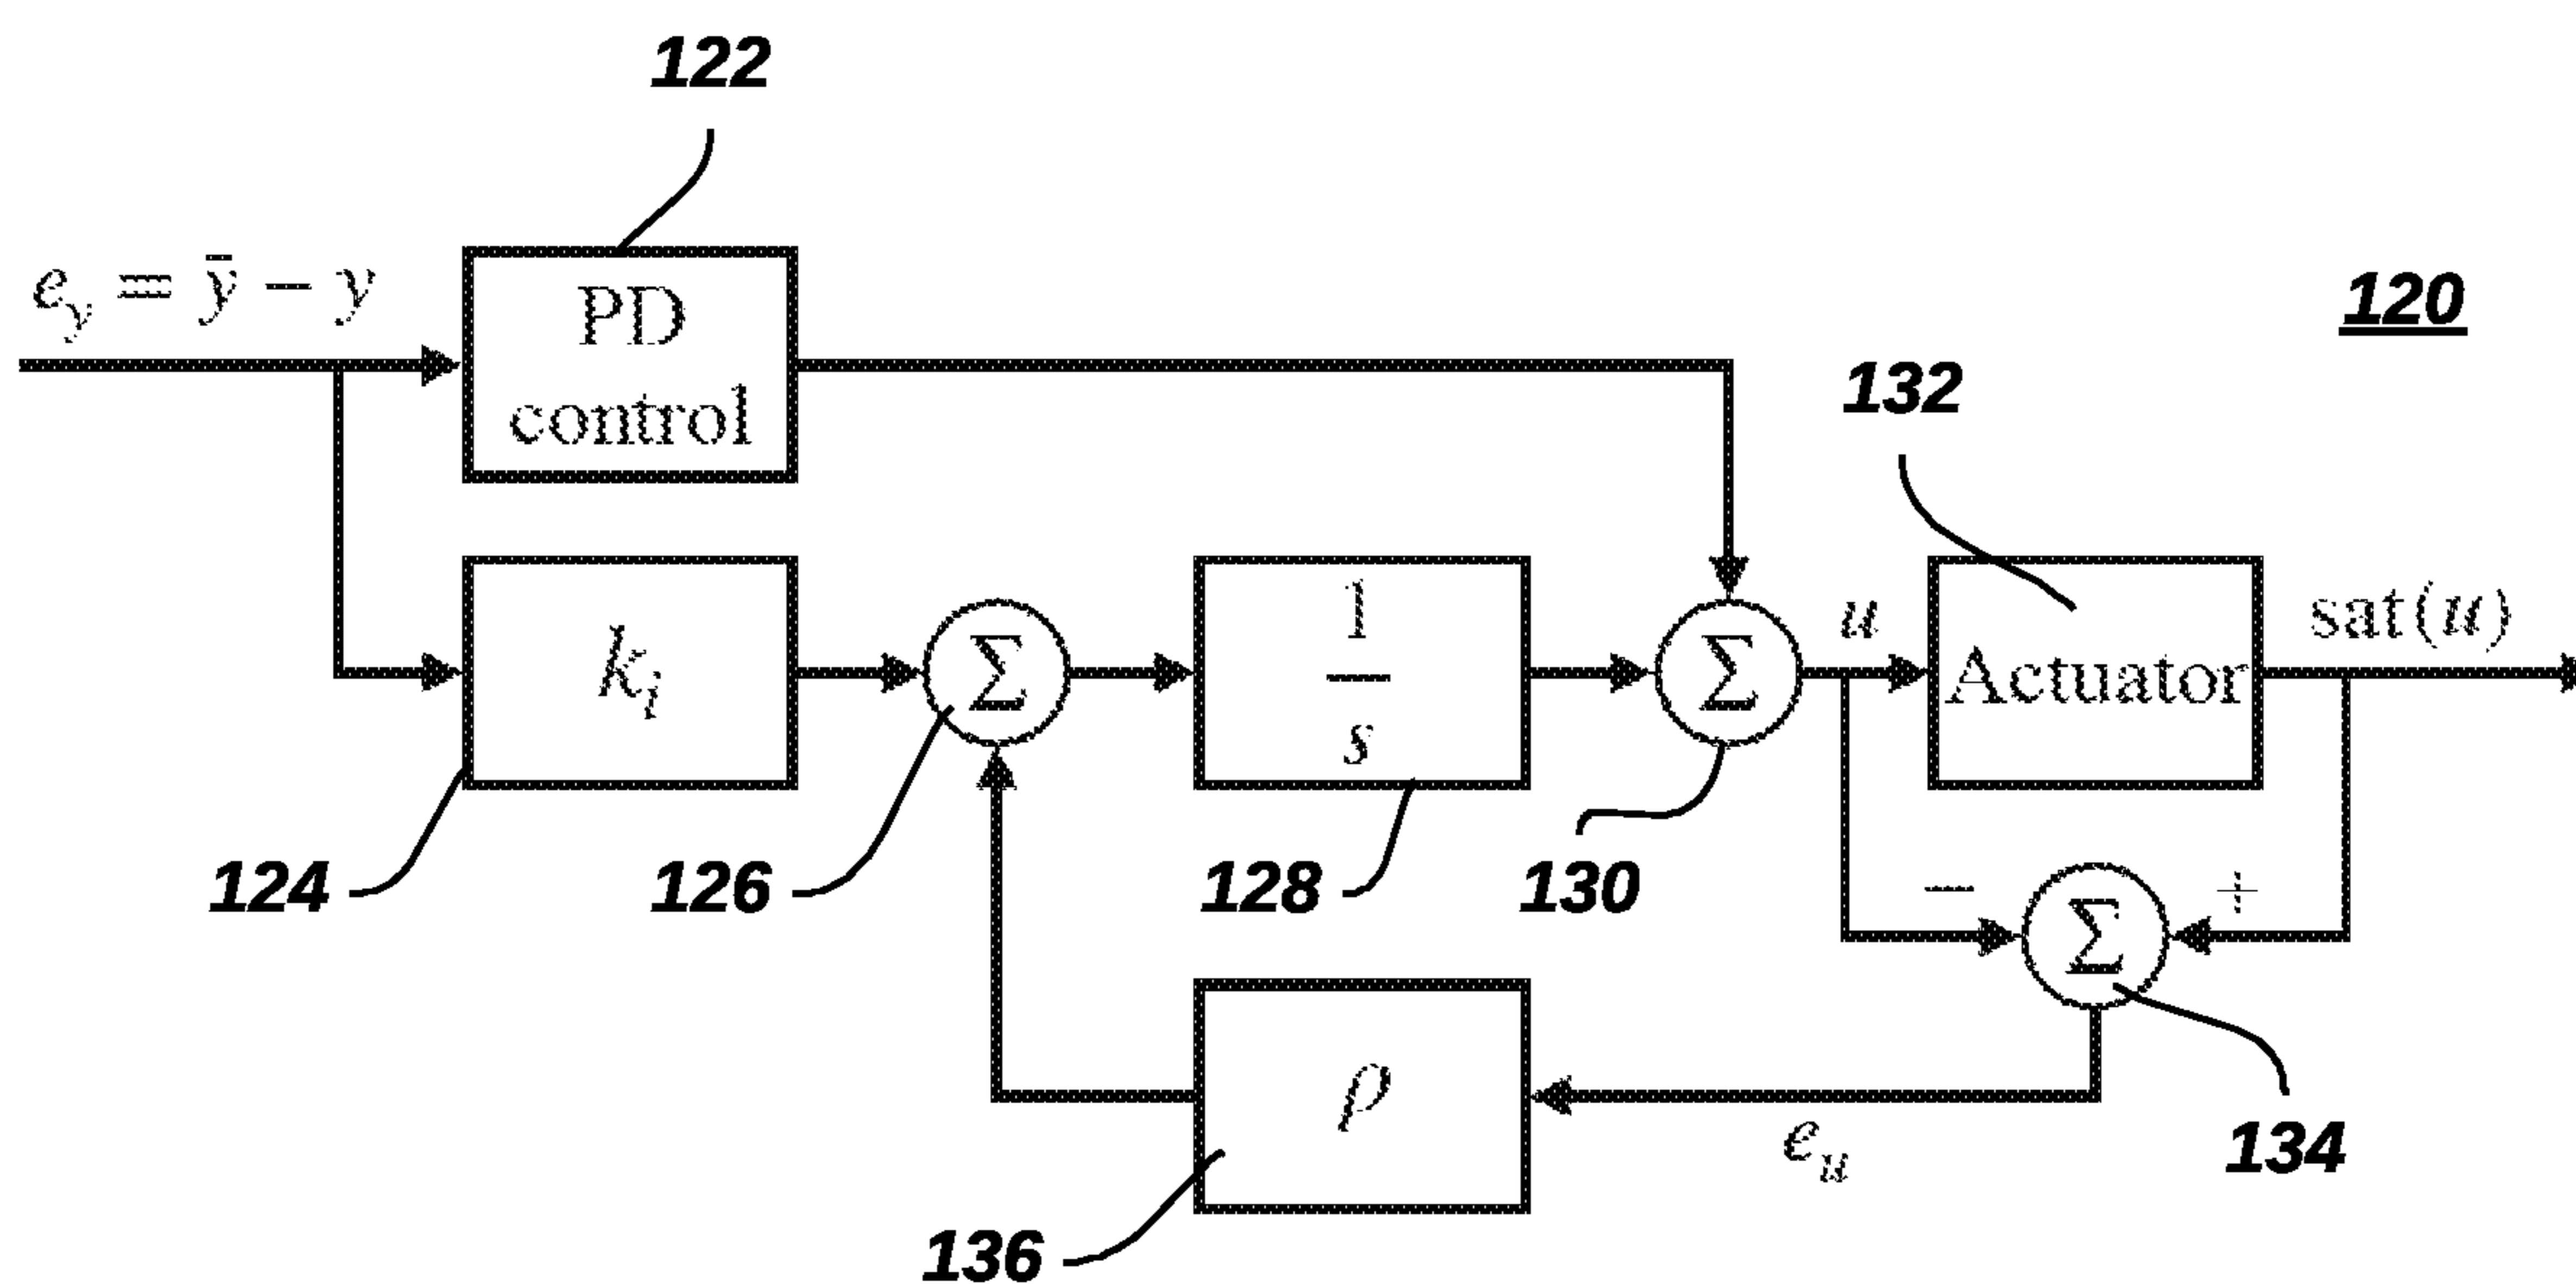 122
e_y = ȳ − y
PD
control
120
132
k_i
Σ
1
s
Σ
u
Actuator
sat(u)
124
126
128
130
−
+
Σ
ρ
e_u
134
136